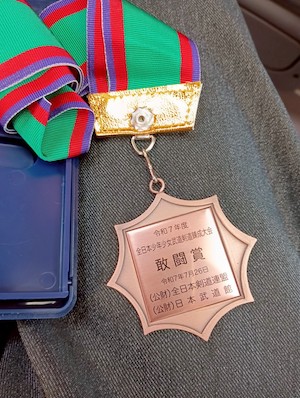 令和7年度
全日本少年少女武道剣道錬成大会
敢闘賞
令和7年7月26日
(公財)全日本剣道連盟
(公財)日本武道館